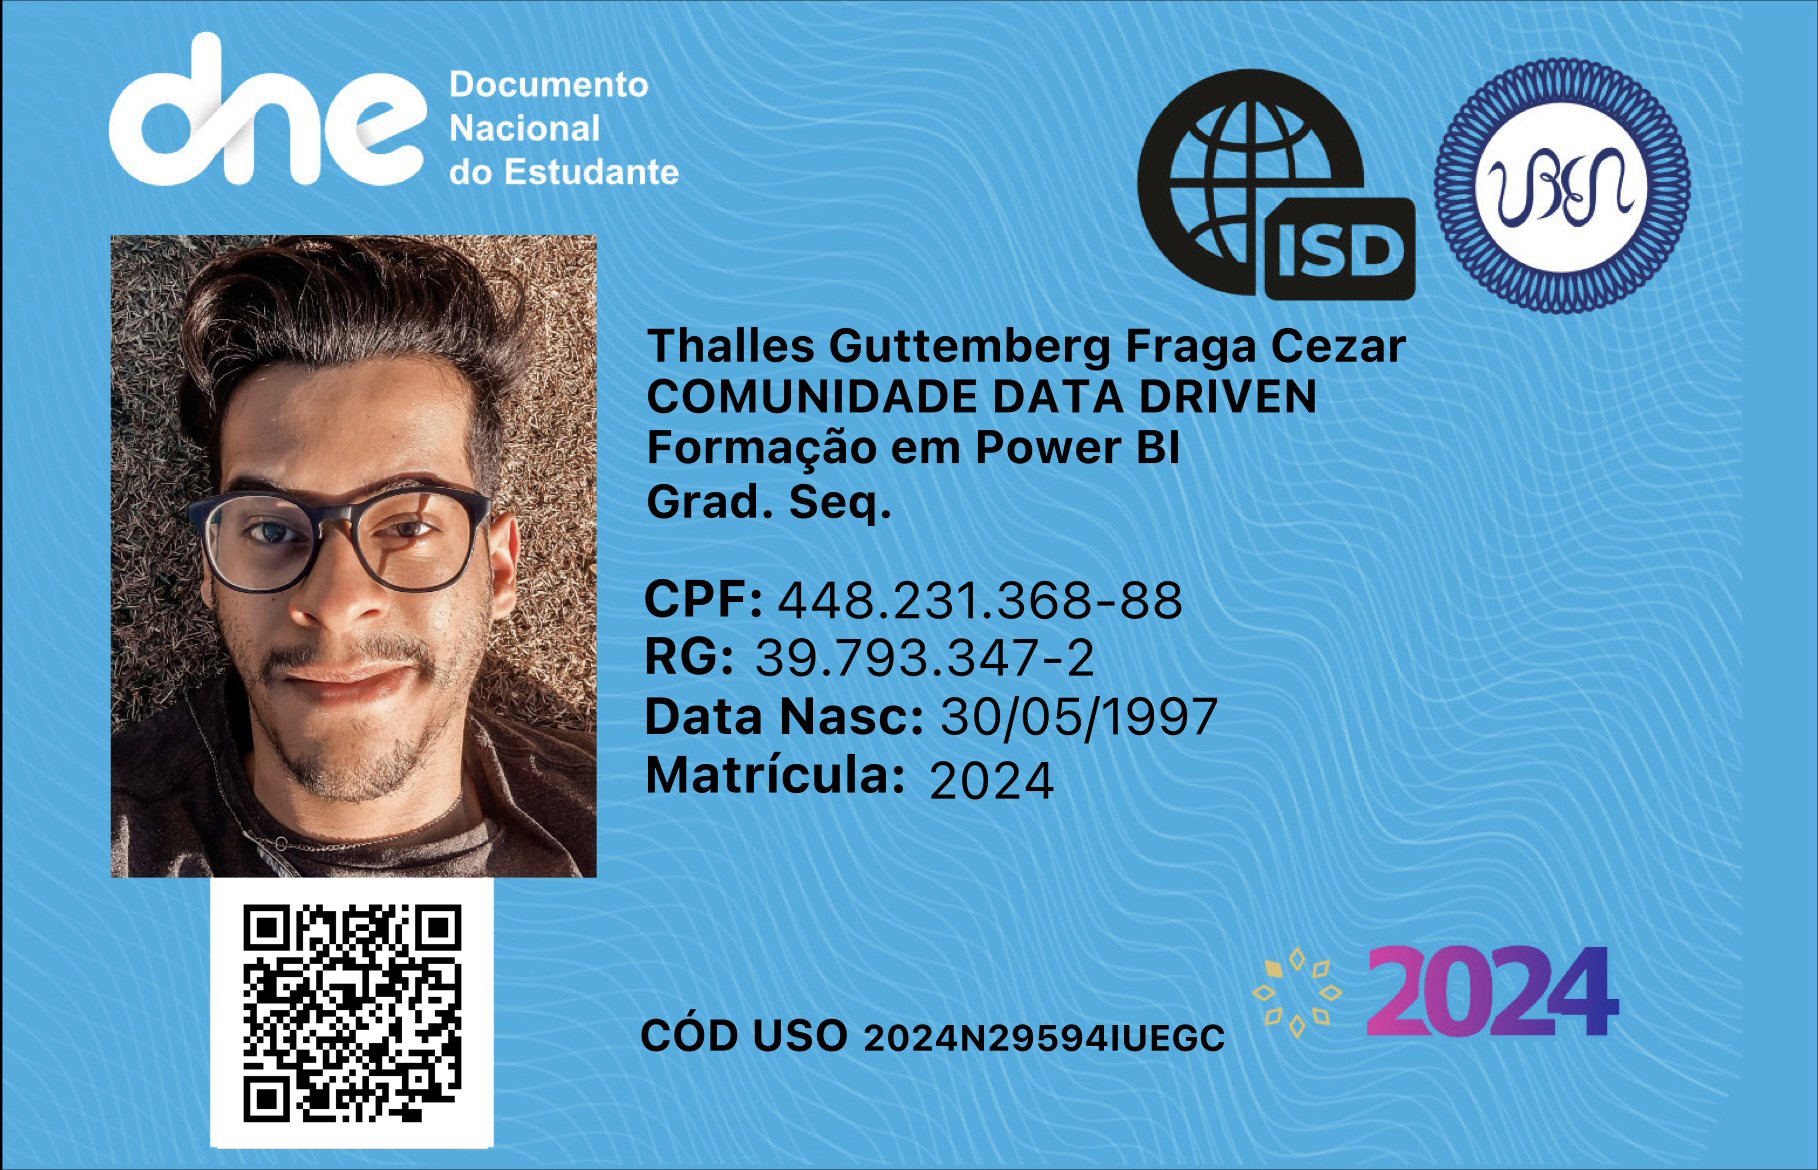 dne
Documento
Nacional
do Estudante
ISD
UBES
Thalles Guttemberg Fraga Cezar
COMUNIDADE DATA DRIVEN
Formação em Power BI
Grad. Seq.
CPF: 448.231.368-88
RG: 39.793.347-2
Data Nasc: 30/05/1997
Matrícula: 2024
CÓD USO 2024N29594IUEGC
2024